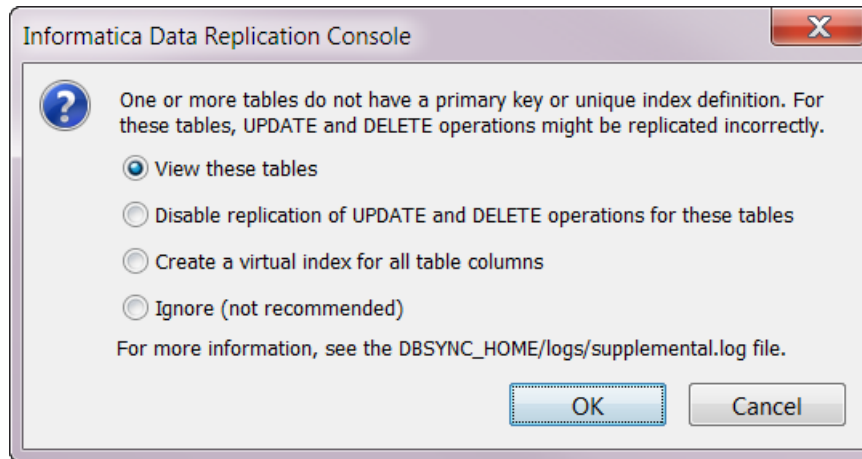 Informatica Data Replication Console
One or more tables do not have a primary key or unique index definition. For
these tables, UPDATE and DELETE operations might be replicated incorrectly.
View these tables
Disable replication of UPDATE and DELETE operations for these tables
Create a virtual index for all table columns
Ignore (not recommended)
For more information, see the DBSYNC_HOME/logs/supplemental.log file.
OK Cancel